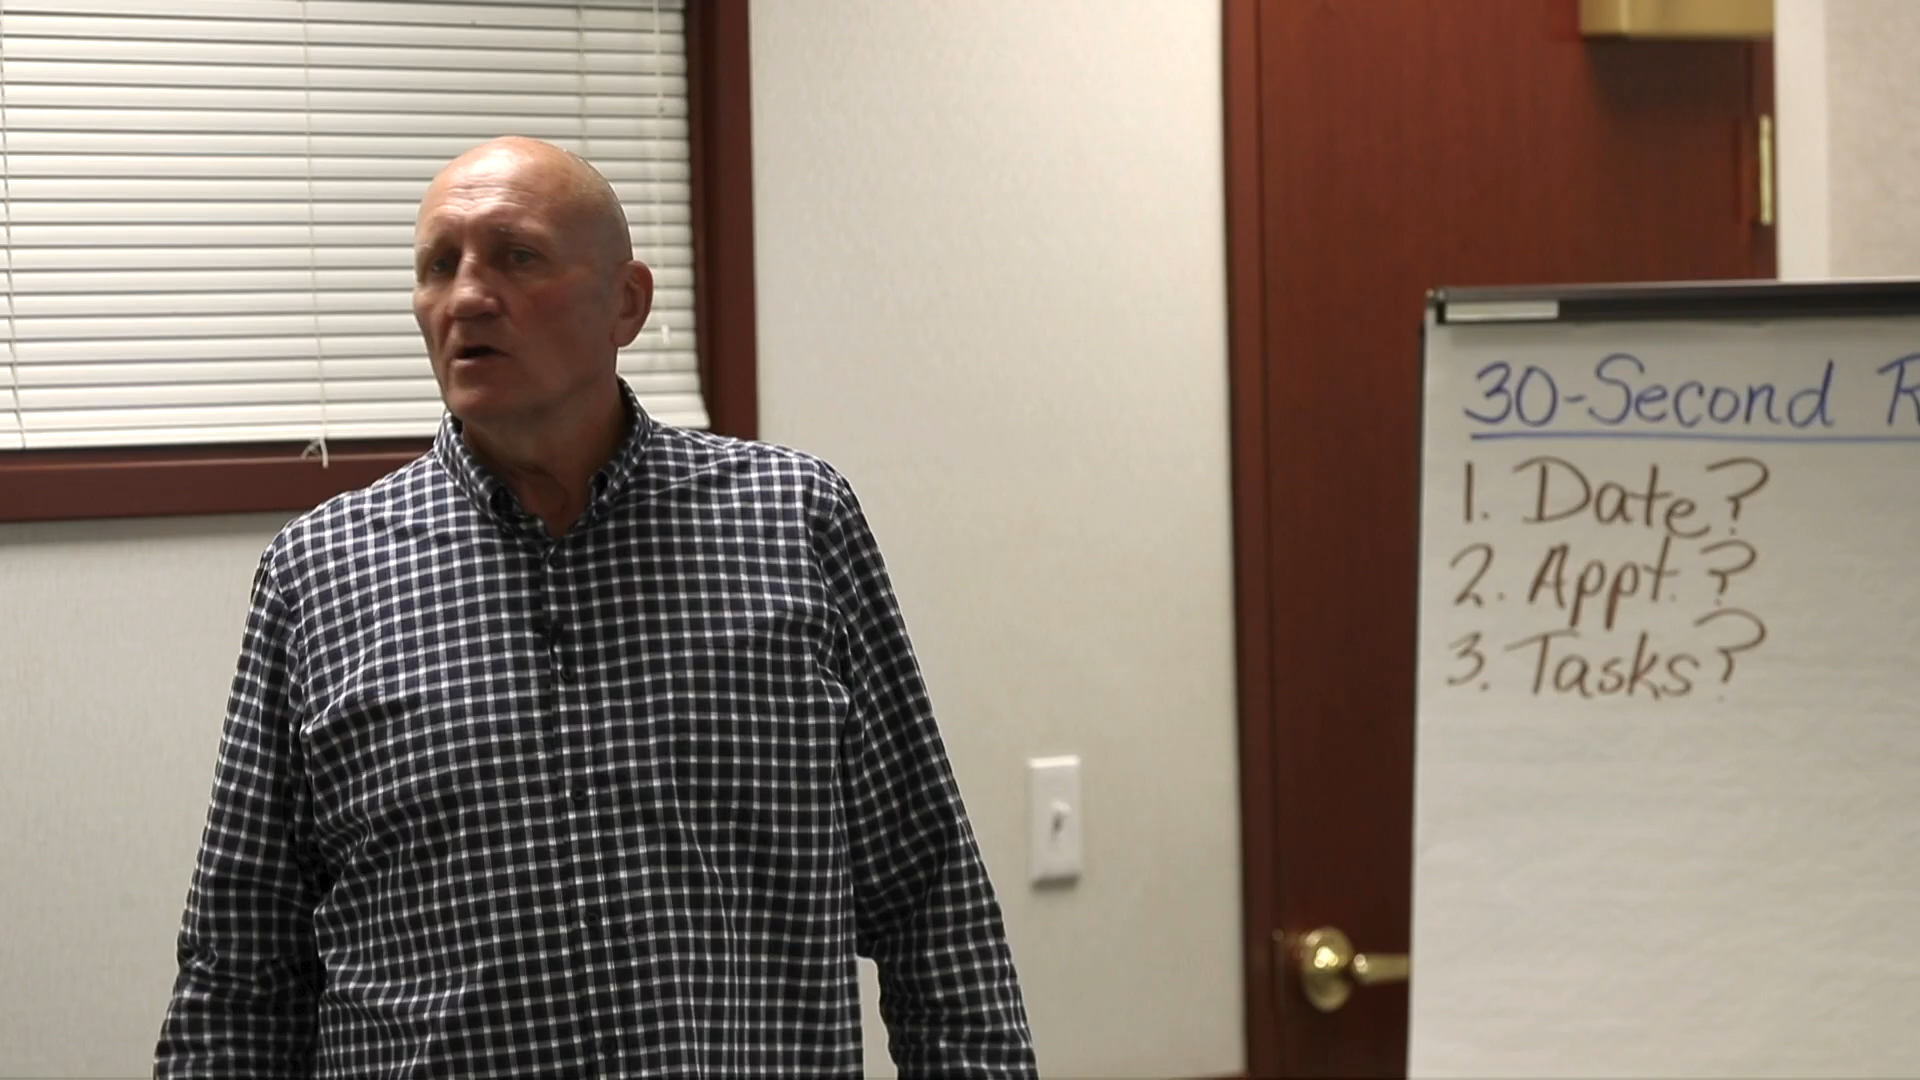 30-Second R
1. Date?
2. Appt.?
3. Tasks?